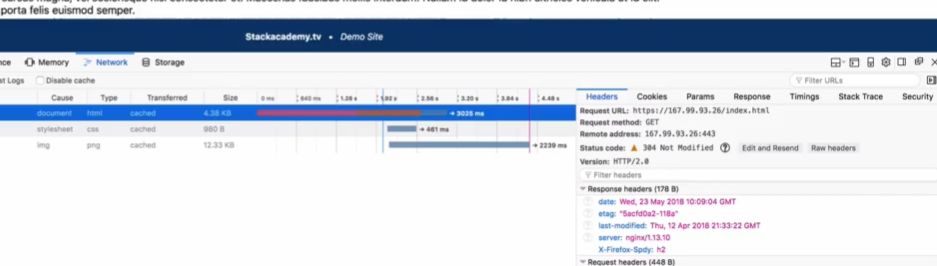 porta felis euismod semper.
Stackacademy.tv • Demo Site
nce Memory Network Storage
st Logs Disable cache Filter URLs
Cause Type Transferred Size 0 ms 640 ms 1.28 s 1.92 s 2.56 s 3.20 s 3.84 s 4.48 s
document html cached 4.38 KB → 3025 ms
stylesheet css cached 980 B → 461 ms
img png cached 12.33 KB → 2239 ms
Headers Cookies Params Response Timings Stack Trace Security
Request URL: https://167.99.93.26/index.html
Request method: GET
Remote address: 167.99.93.26:443
Status code: 304 Not Modified Edit and Resend Raw headers
Version: HTTP/2.0
Filter headers
Response headers (178 B)
date: Wed, 23 May 2018 10:09:04 GMT
etag: "5acfd0a2-118a"
last-modified: Thu, 12 Apr 2018 21:33:22 GMT
server: nginx/1.13.10
X-Firefox-Spdy: h2
Request headers (448 B)